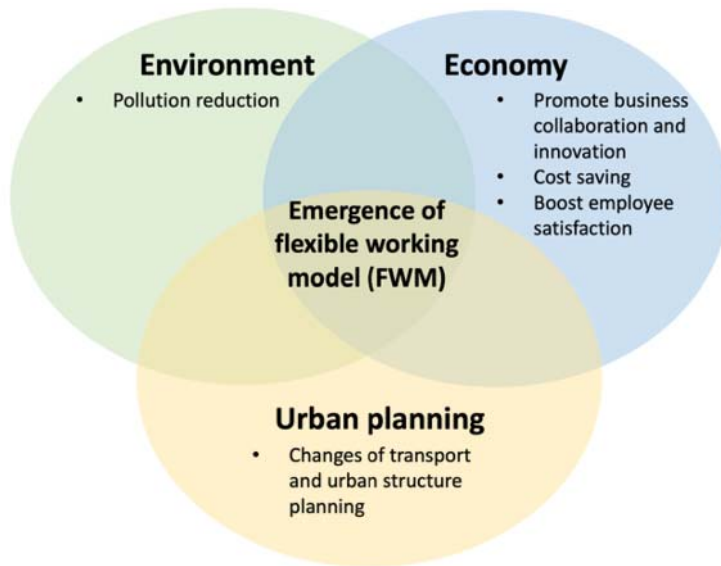 Environment
• Pollution reduction
Economy
• Promote business
collaboration and
innovation
• Cost saving
• Boost employee
satisfaction
Emergence of
flexible working
model (FWM)
Urban planning
• Changes of transport
and urban structure
planning